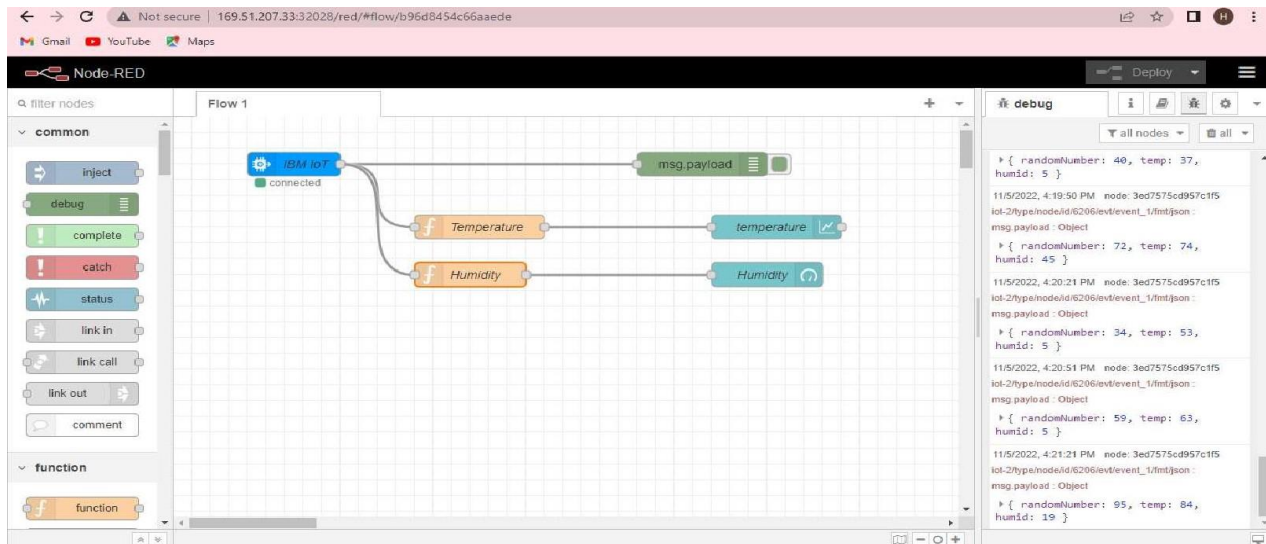 Not secure | 169.51.207.33:32028/red/#flow/b96d8454c66aaede
H
Gmail YouTube Maps
Node-RED
Deploy
filter nodes
Flow 1
debug
i
all nodes
all
common
inject
debug
complete
catch
status
link in
link call
link out
comment
function
f function
IBM IoT
connected
msg.payload
f Temperature
temperature
f Humidity
Humidity
{ randomNumber: 40, temp: 37,
humid: 5 }
11/5/2022, 4:19:50 PM node: 3ed7575cd957c1f5
iot-2/type/node/id/6206/evt/event_1/fmt/json :
msg.payload : Object
{ randomNumber: 72, temp: 74,
humid: 45 }
11/5/2022, 4:20:21 PM node: 3ed7575cd957c1f5
iot-2/type/node/id/6206/evt/event_1/fmt/json :
msg.payload : Object
{ randomNumber: 34, temp: 53,
humid: 5 }
11/5/2022, 4:20:51 PM node: 3ed7575cd957c1f5
iot-2/type/node/id/6206/evt/event_1/fmt/json :
msg.payload : Object
{ randomNumber: 59, temp: 63,
humid: 5 }
11/5/2022, 4:21:21 PM node: 3ed7575cd957c1f5
iot-2/type/node/id/6206/evt/event_1/fmt/json :
msg.payload : Object
{ randomNumber: 95, temp: 84,
humid: 19 }